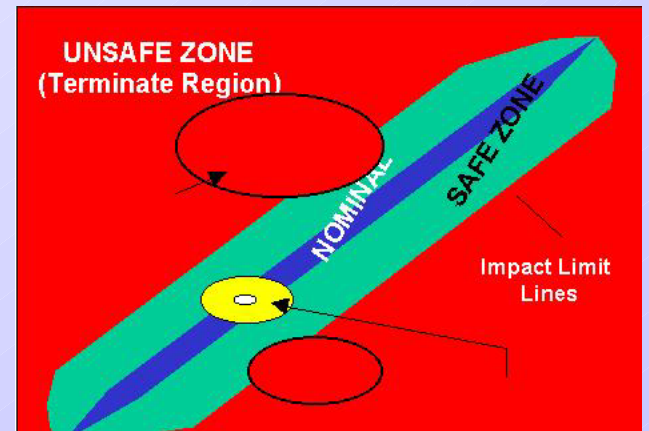 UNSAFE ZONE
(Terminate Region)
NOMINAL
SAFE ZONE
Impact Limit
Lines